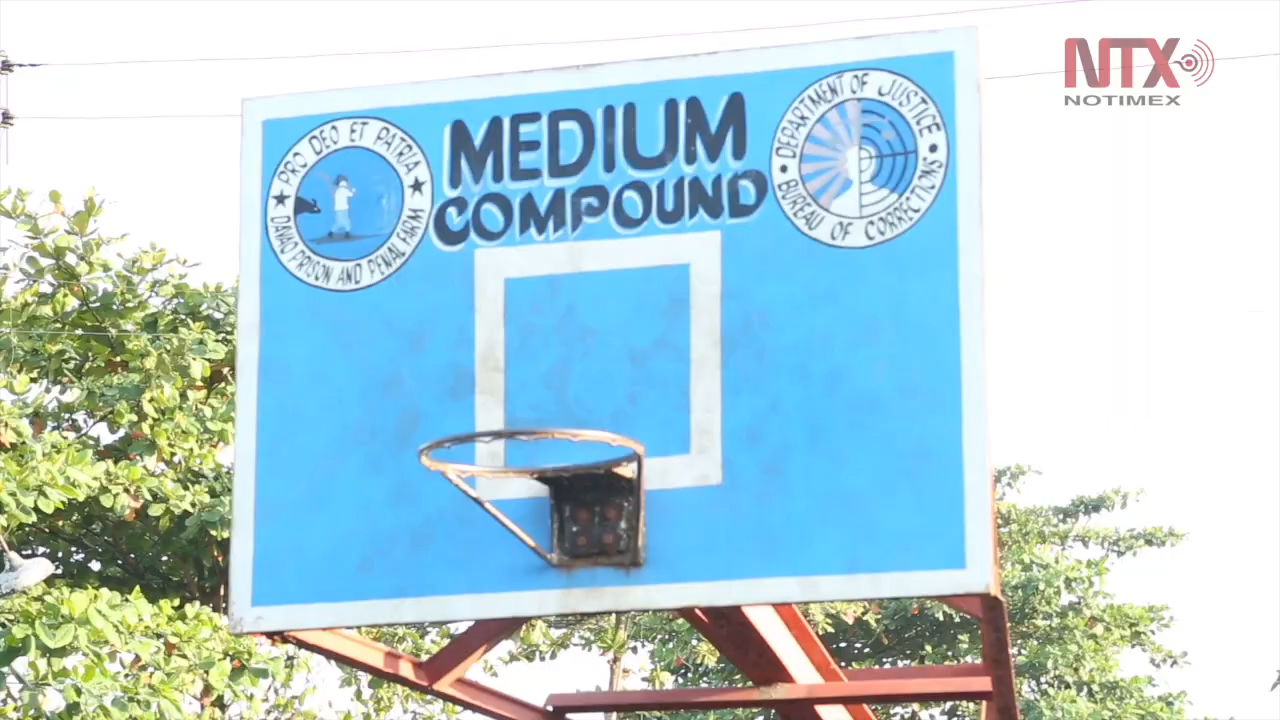 NTX
NOTIMEX
MEDIUM
COMPOUND
PRO DEO ET PATRIA
DAVAO PRISON AND PENAL FARM
DEPARTMENT OF JUSTICE
BUREAU OF CORRECTIONS